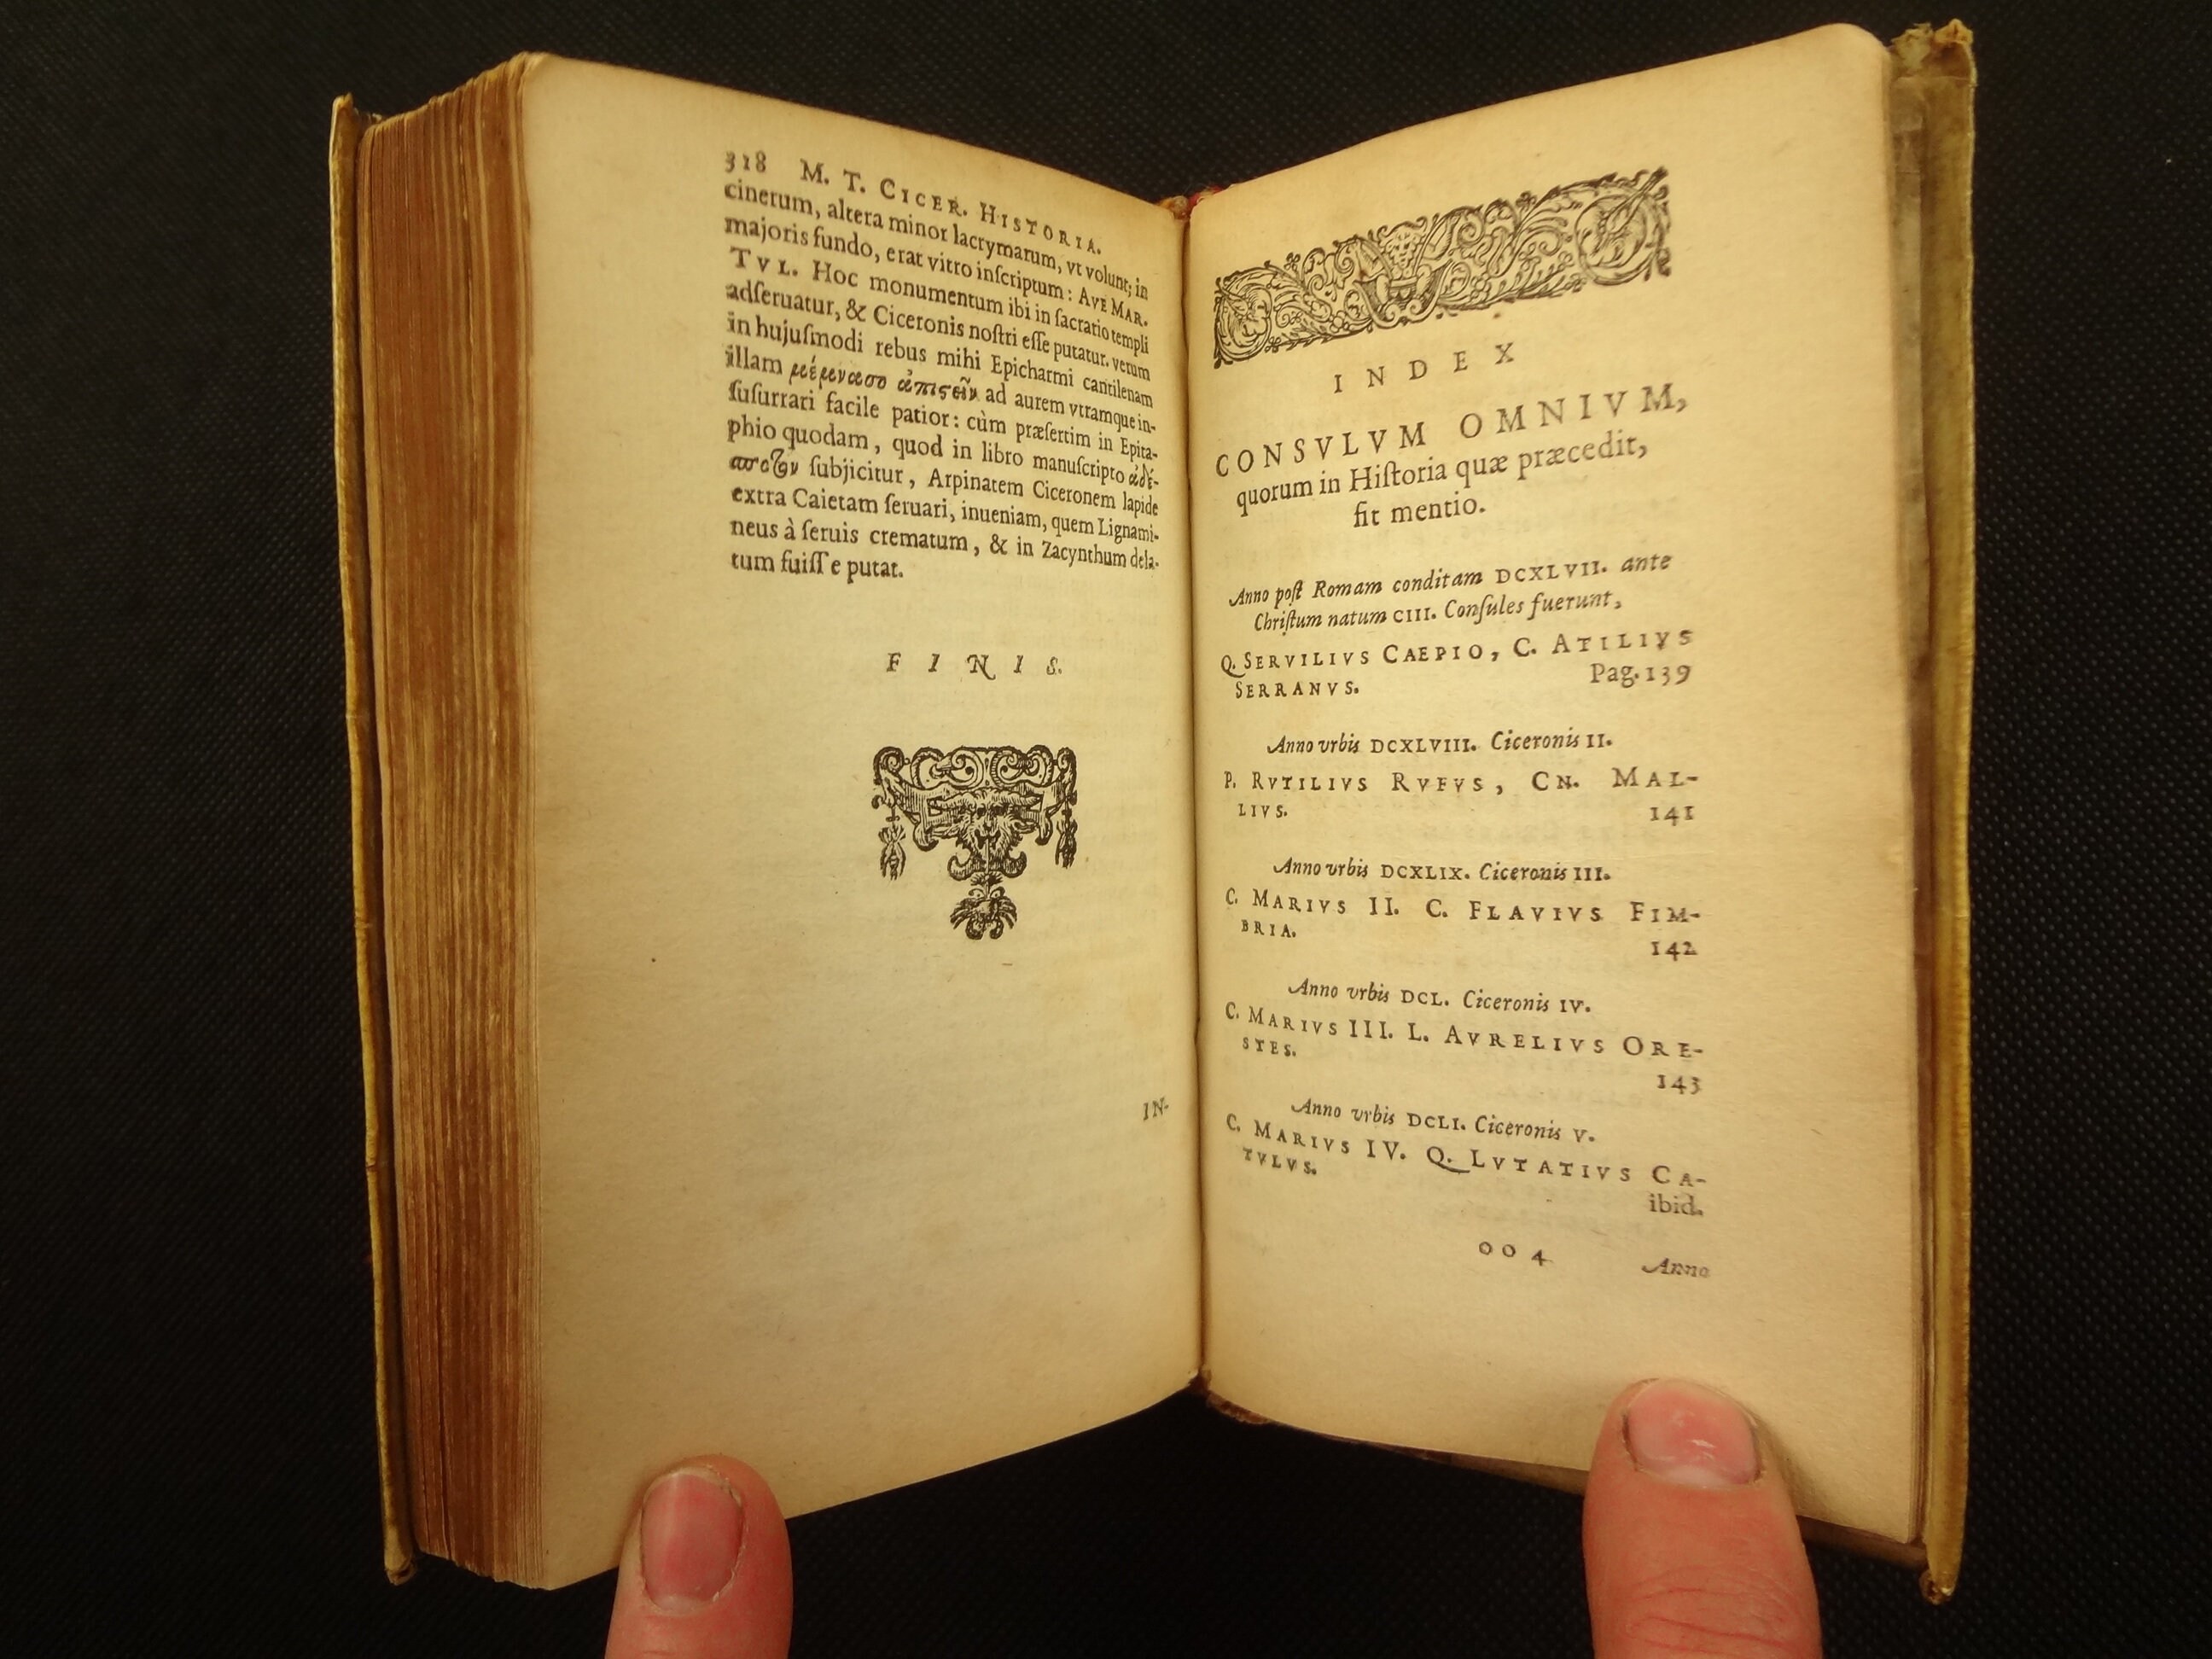 318 M. T. CICER. HISTORIA.
cinerum, altera minor lacrymarum, vt volunt; in
majoris fundo, erat vitro inſcriptum: AVE MAR.
TVL. Hoc monumentum ibi in ſacratio templi
adſeruatur, & Ciceronis noſtri eſſe putatur. verum
in hujuſmodi rebus mihi Epicharmi cantilenam
illam μέμνασο ἀπιςεῖν ad aurem vtramque in-
ſuſurrari facile patior: cùm præſertim in Epita-
phio quodam, quod in libro manuſcripto ἀδέ-
σποτον ſubjicitur, Arpinatem Ciceronem lapide
extra Caietam ſeruari, inueniam, quem Lignami-
neus à ſeruis crematum, & in Zacynthum dela-
tum fuiſſe putat.
FINIS.
IN-
INDEX
CONSVLVM OMNIVM,
quorum in Hiſtoria quæ præcedit,
fit mentio.
Anno poſt Romam conditam DCXLVII. ante
Chriſtum natum CIII. Conſules fuerunt,
Q. SERVILIVS CAEPIO, C. ATILIVS
SERRANVS. Pag. 139
Anno vrbis DCXLVIII. Ciceronis II.
P. RVTILIVS RVFVS, CN. MAL-
LIVS. 141
Anno vrbis DCXLIX. Ciceronis III.
C. MARIVS II. C. FLAVIVS FIM-
BRIA. 142
Anno vrbis DCL. Ciceronis IV.
C. MARIVS III. L. AVRELIVS ORE-
STES. 143
Anno vrbis DCLI. Ciceronis V.
C. MARIVS IV. Q. LVTATIVS CA-
TVLVS. ibid.
OO 4 Anno